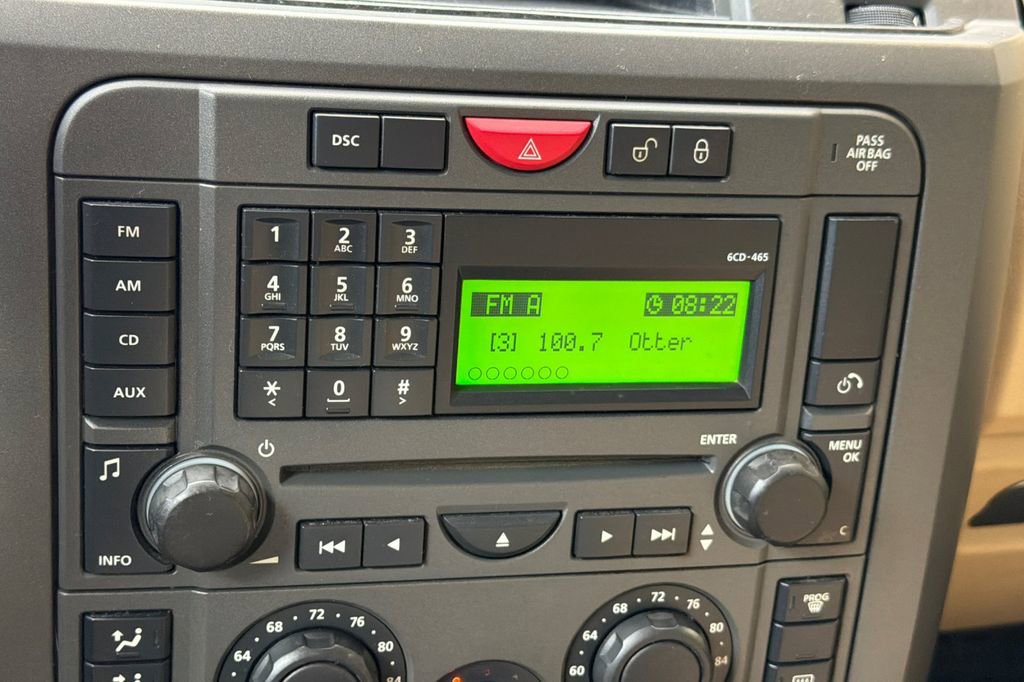 DSC
PASS
AIRBAG
OFF
FM
AM
CD
AUX
INFO
1
2
ABC
3
DEF
4
GHI
5
JKL
6
MNO
7
PQRS
8
TUV
9
WXYZ
*
<
0
#
>
6CD-465
FM A 08:22
[3] 100.7 Otter
ENTER
MENU
OK
C
64 68 72 76 80 84
60 64 68 72 76 80 84
PROG